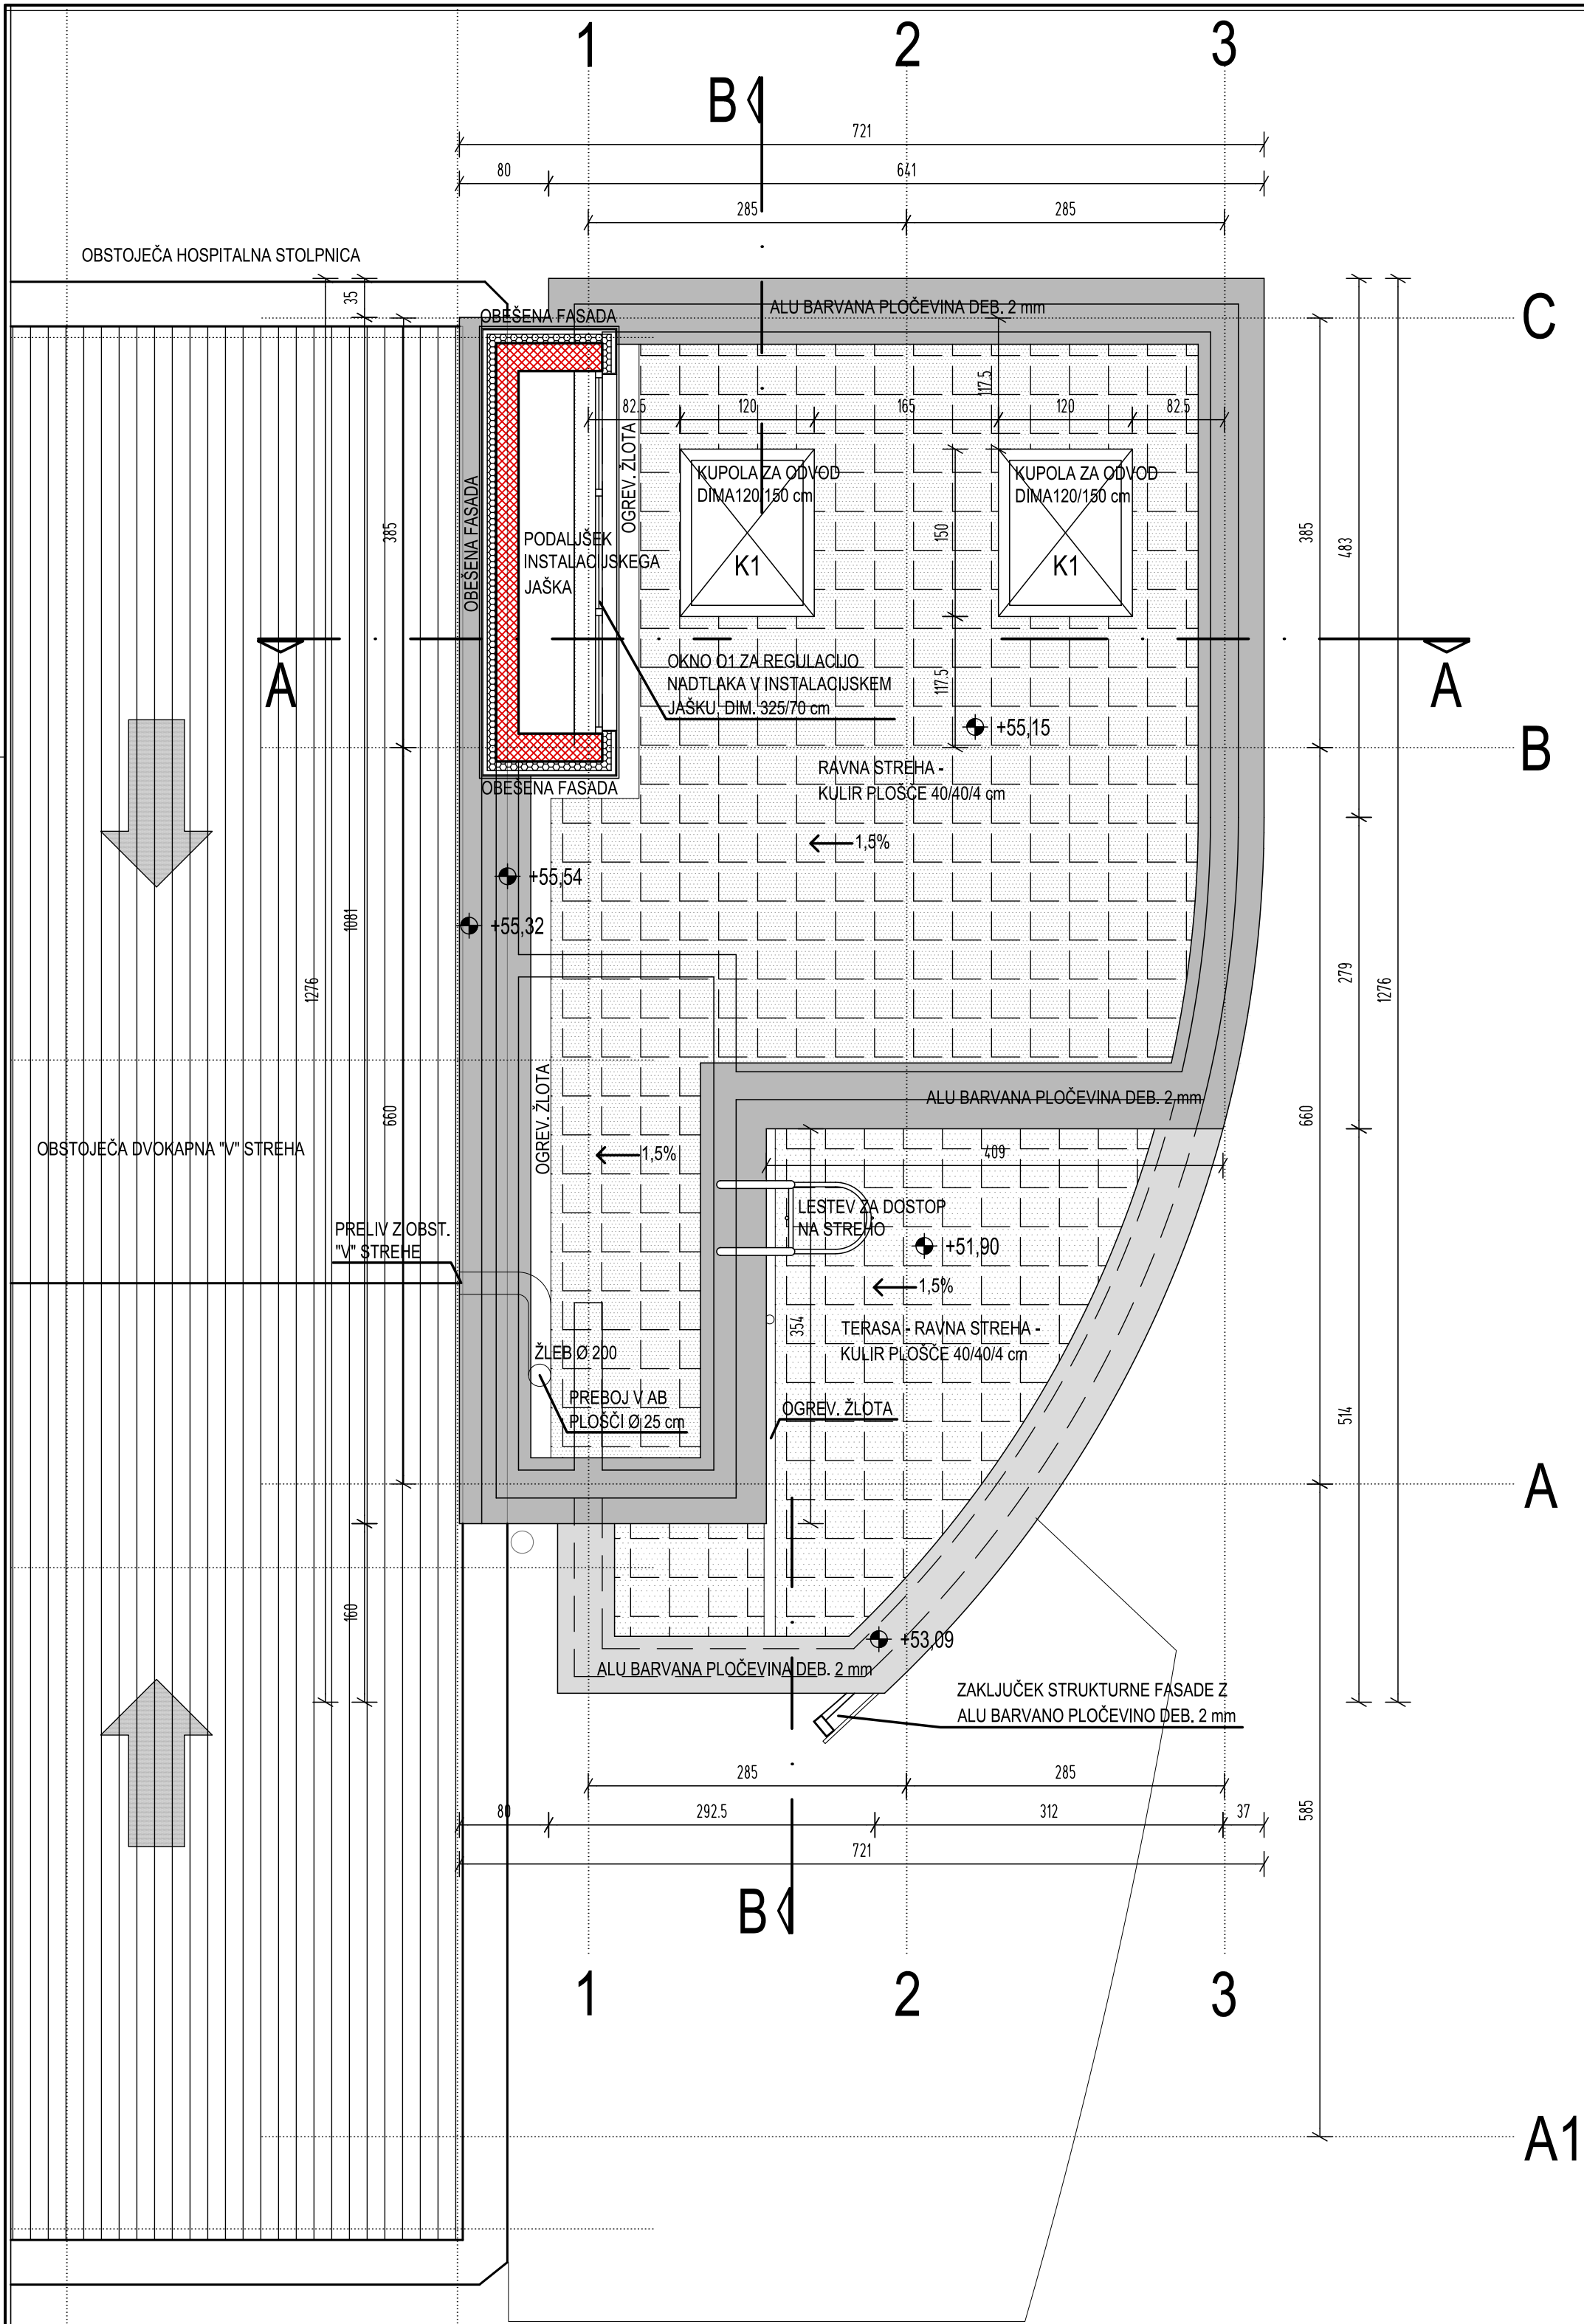 1
2
3
B
721
80
641
285
285
OBSTOJEČA HOSPITALNA STOLPNICA
35
OBEŠENA FASADA
ALU BARVANA PLOČEVINA DEB. 2 mm
C
117.5
82.5
120
165
120
82.5
OGREV. ŽLOTA
KUPOLA ZA ODVOD
DIMA120/150 cm
K1
KUPOLA ZA ODVOD
DIMA120/150 cm
K1
OBEŠENA FASADA
385
PODALJŠEK
INSTALACIJSKEGA
JAŠKA
150
385
483
A
OKNO O1 ZA REGULACIJO
NADTLAKA V INSTALACIJSKEM
JAŠKU, DIM. 325/70 cm
117.5
A
+55,15
B
RAVNA STREHA -
KULIR PLOŠČE 40/40/4 cm
OBEŠENA FASADA
1,5%
+55,54
+55,32
1081
1276
279
1276
660
OGREV. ŽLOTA
ALU BARVANA PLOČEVINA DEB. 2 mm
660
OBSTOJEČA DVOKAPNA "V" STREHA
1,5%
409
LESTEV ZA DOSTOP
NA STREHO
PRELIV Z OBST.
"V" STREHE
+51,90
1,5%
354
TERASA - RAVNA STREHA -
KULIR PLOŠČE 40/40/4 cm
ŽLEB Ø 200
PREBOJ V AB
PLOŠČI Ø 25 cm
OGREV. ŽLOTA
514
A
160
+53,09
ALU BARVANA PLOČEVINA DEB. 2 mm
ZAKLJUČEK STRUKTURNE FASADE Z
ALU BARVANO PLOČEVINO DEB. 2 mm
285
285
80
292.5
312
37
585
721
B
1
2
3
A1